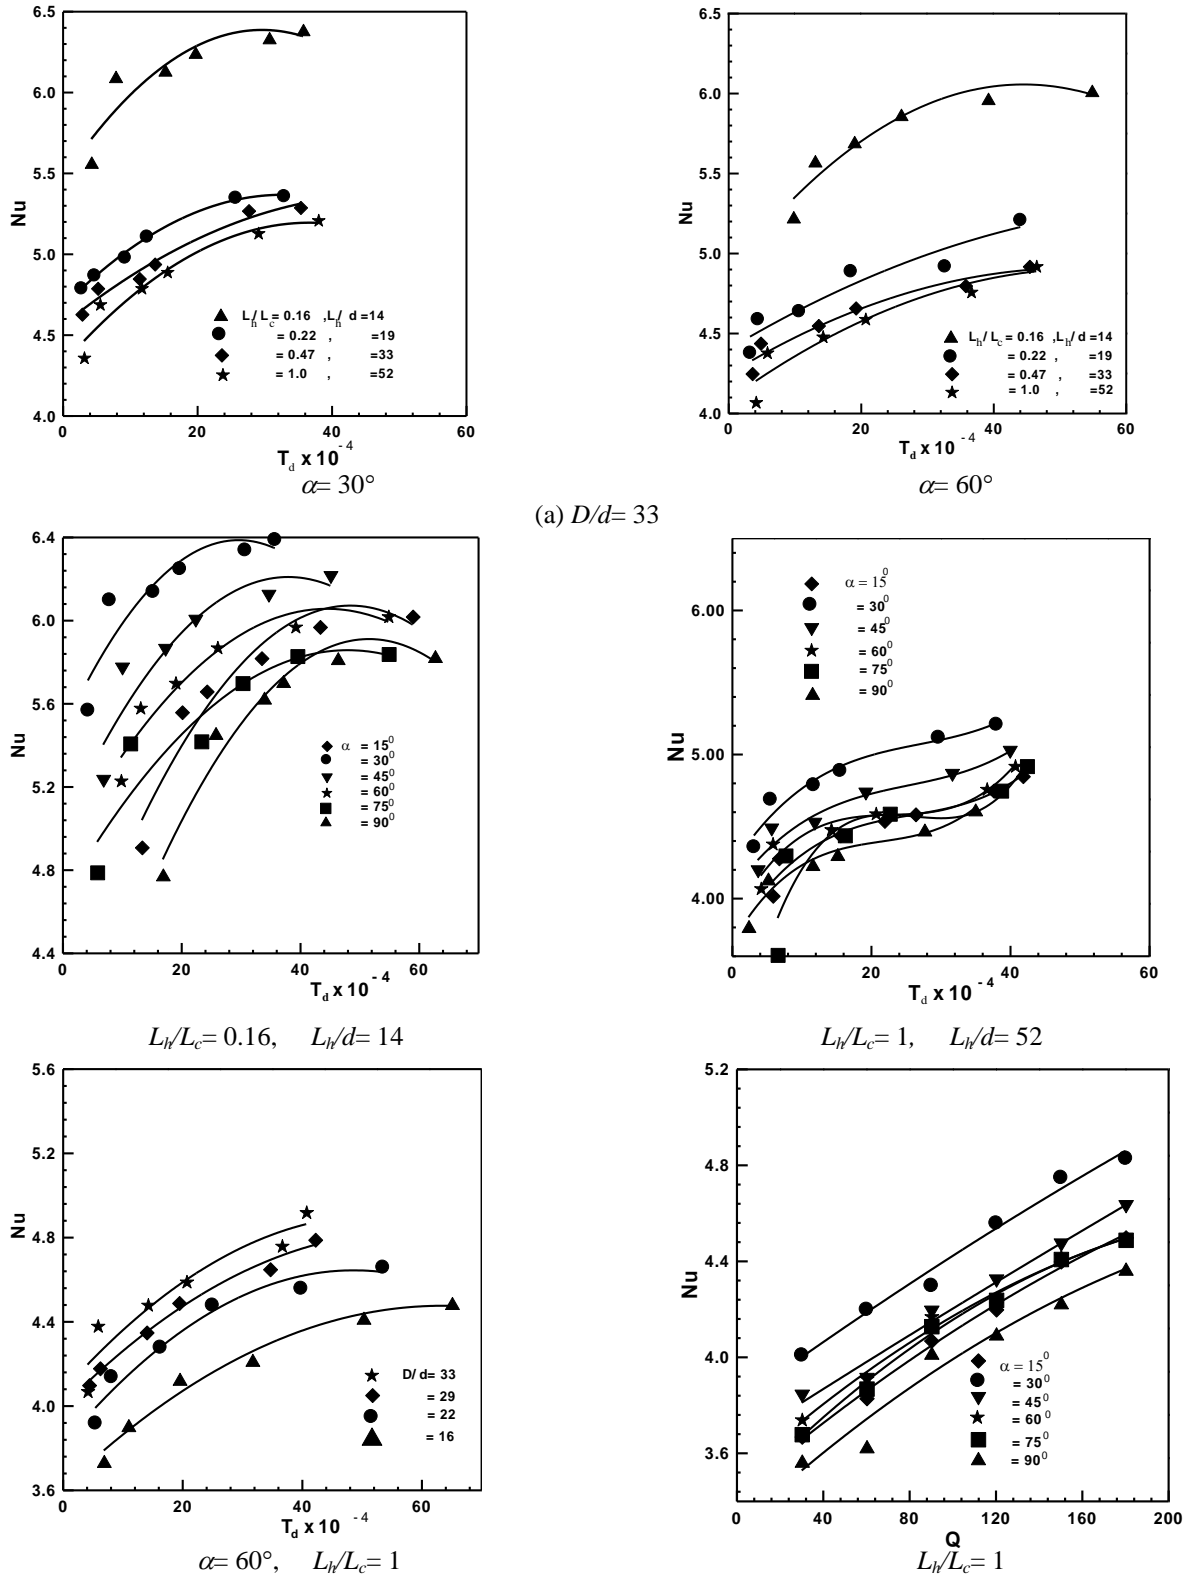 6.5
6.0
5.5
5.0
4.5
4.0
Nu
L_h/L_c = 0.16 ,L_h/ d =14
= 0.22 , =19
= 0.47 , =33
= 1.0 , =52
0 20 40 60
T_d x 10^-4
α= 30°
6.5
6.0
5.5
5.0
4.5
4.0
Nu
L_h/ L_c = 0.16 ,L_h/ d =14
= 0.22 , =19
= 0.47 , =33
= 1.0 , =52
0 20 40 60
T_d x 10^-4
α= 60°
(a) D/d= 33
6.4
6.0
5.6
5.2
4.8
4.4
Nu
α = 15^0
= 30^0
= 45^0
= 60^0
= 75^0
= 90^0
0 20 40 60
T_d x 10^-4
L_h/L_c= 0.16, L_h/d= 14
6.00
5.00
4.00
Nu
α = 15^0
= 30^0
= 45^0
= 60^0
= 75^0
= 90^0
0 20 40 60
T_d x 10^-4
L_h/L_c= 1, L_h/d= 52
5.6
5.2
4.8
4.4
4.0
3.6
Nu
D/ d= 33
= 29
= 22
= 16
0 20 40 60
T_d x 10^-4
α= 60°, L_h/L_c= 1
5.2
4.8
4.4
4.0
3.6
Nu
α = 15^0
= 30^0
= 45^0
= 60^0
= 75^0
= 90^0
0 40 80 120 160 200
Q
L_h/L_c= 1